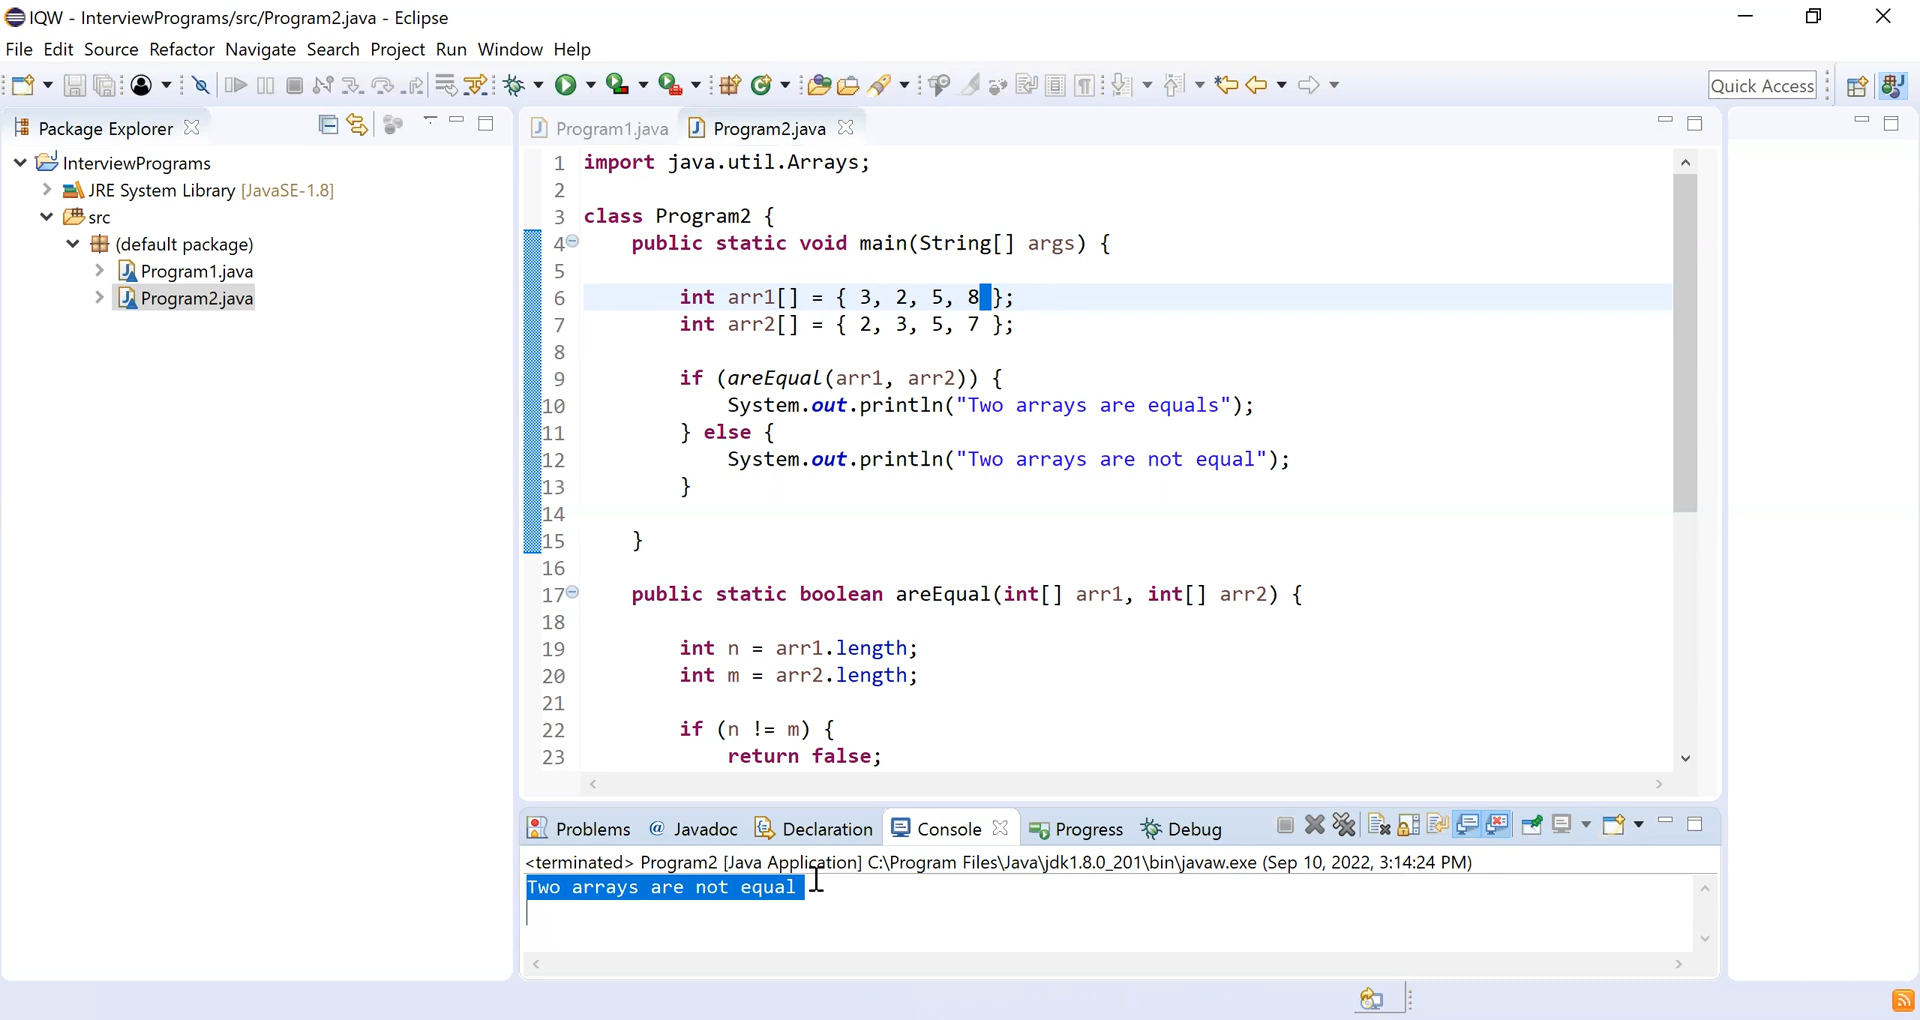 IQW - InterviewPrograms/src/Program2.java - Eclipse
File Edit Source Refactor Navigate Search Project Run Window Help
Quick Access
Package Explorer
InterviewPrograms
JRE System Library [JavaSE-1.8]
src
(default package)
Program1.java
Program2.java
Program1.java Program2.java
1 import java.util.Arrays;
2
3 class Program2 {
4 public static void main(String[] args) {
5
6 int arr1[] = { 3, 2, 5, 8 };
7 int arr2[] = { 2, 3, 5, 7 };
8
9 if (areEqual(arr1, arr2)) {
10 System.out.println("Two arrays are equals");
11 } else {
12 System.out.println("Two arrays are not equal");
13 }
14
15 }
16
17 public static boolean areEqual(int[] arr1, int[] arr2) {
18
19 int n = arr1.length;
20 int m = arr2.length;
21
22 if (n != m) {
23 return false;
Problems @ Javadoc Declaration Console Progress Debug
<terminated> Program2 [Java Application] C:\Program Files\Java\jdk1.8.0_201\bin\javaw.exe (Sep 10, 2022, 3:14:24 PM)
Two arrays are not equal